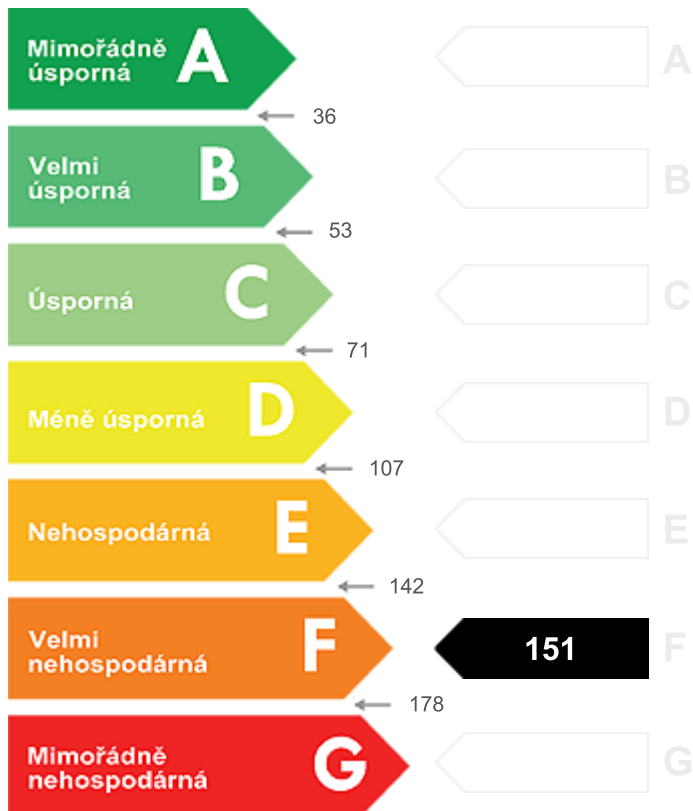 Mimořádně
úsporná
A
A
36
Velmi
úsporná
B
B
53
Úsporná
C
C
71
Méně úsporná
D
D
107
Nehospodárná
E
E
142
Velmi
nehospodárná
F
151
F
178
Mimořádně
nehospodárná
G
G